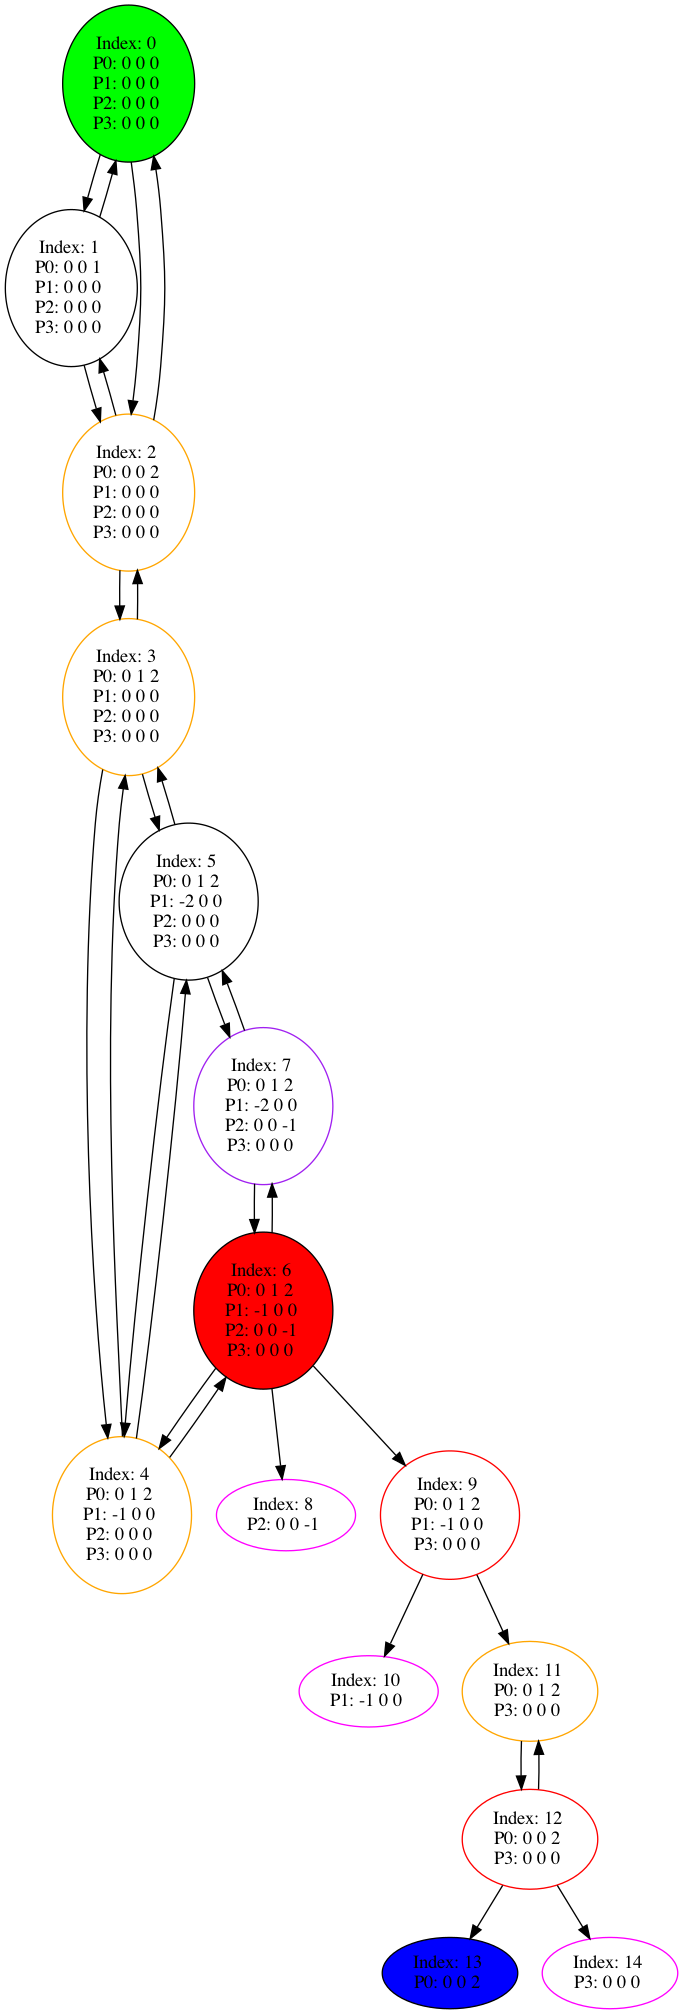 Index: 0
P0: 0 0 0
P1: 0 0 0
P2: 0 0 0
P3: 0 0 0
Index: 1
P0: 0 0 1
P1: 0 0 0
P2: 0 0 0
P3: 0 0 0
Index: 2
P0: 0 0 2
P1: 0 0 0
P2: 0 0 0
P3: 0 0 0
Index: 3
P0: 0 1 2
P1: 0 0 0
P2: 0 0 0
P3: 0 0 0
Index: 5
P0: 0 1 2
P1: -2 0 0
P2: 0 0 0
P3: 0 0 0
Index: 7
P0: 0 1 2
P1: -2 0 0
P2: 0 0 -1
P3: 0 0 0
Index: 6
P0: 0 1 2
P1: -1 0 0
P2: 0 0 -1
P3: 0 0 0
Index: 4
P0: 0 1 2
P1: -1 0 0
P2: 0 0 0
P3: 0 0 0
Index: 8
P2: 0 0 -1
Index: 9
P0: 0 1 2
P1: -1 0 0
P3: 0 0 0
Index: 10
P1: -1 0 0
Index: 11
P0: 0 1 2
P3: 0 0 0
Index: 12
P0: 0 0 2
P3: 0 0 0
Index: 13
P0: 0 0 2
Index: 14
P3: 0 0 0